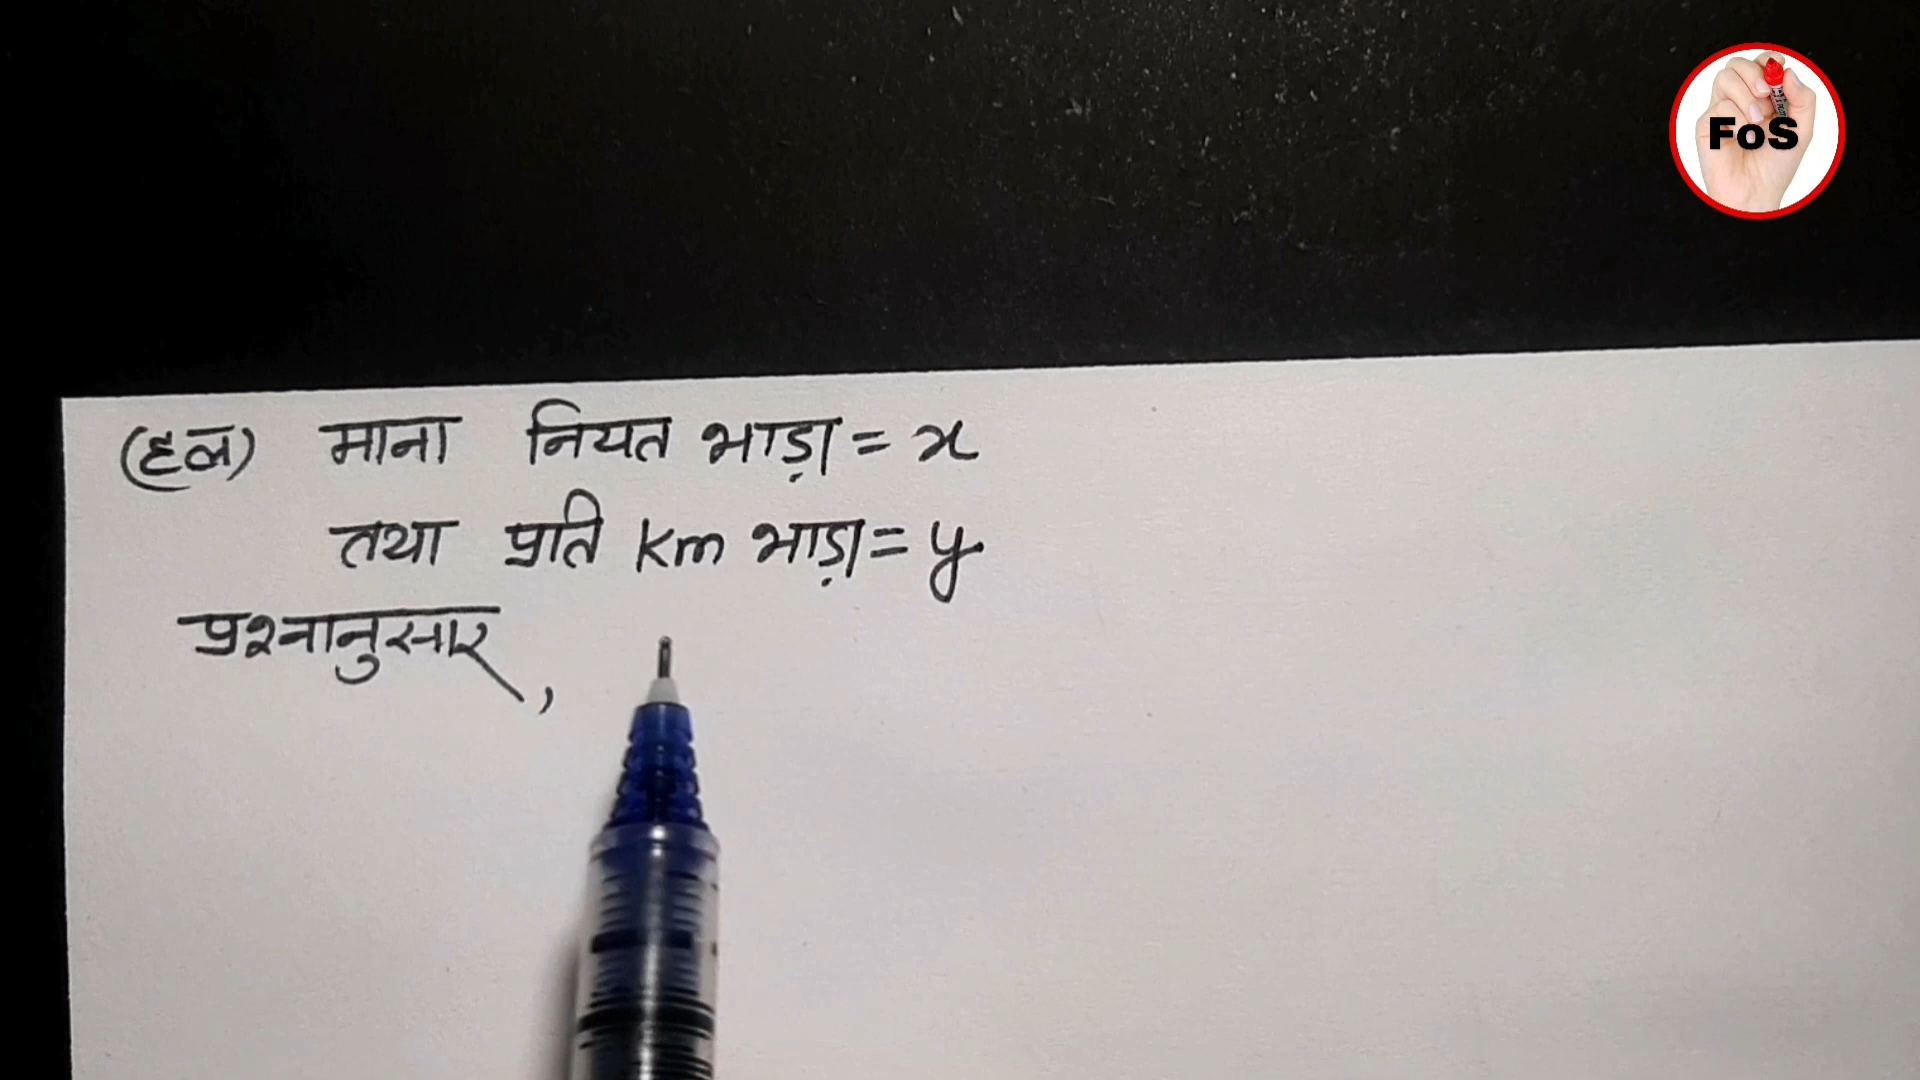 FoS
(हल) माना नियत भाड़ा = x
तथा प्रति km भाड़ा = y
प्रश्नानुसार,